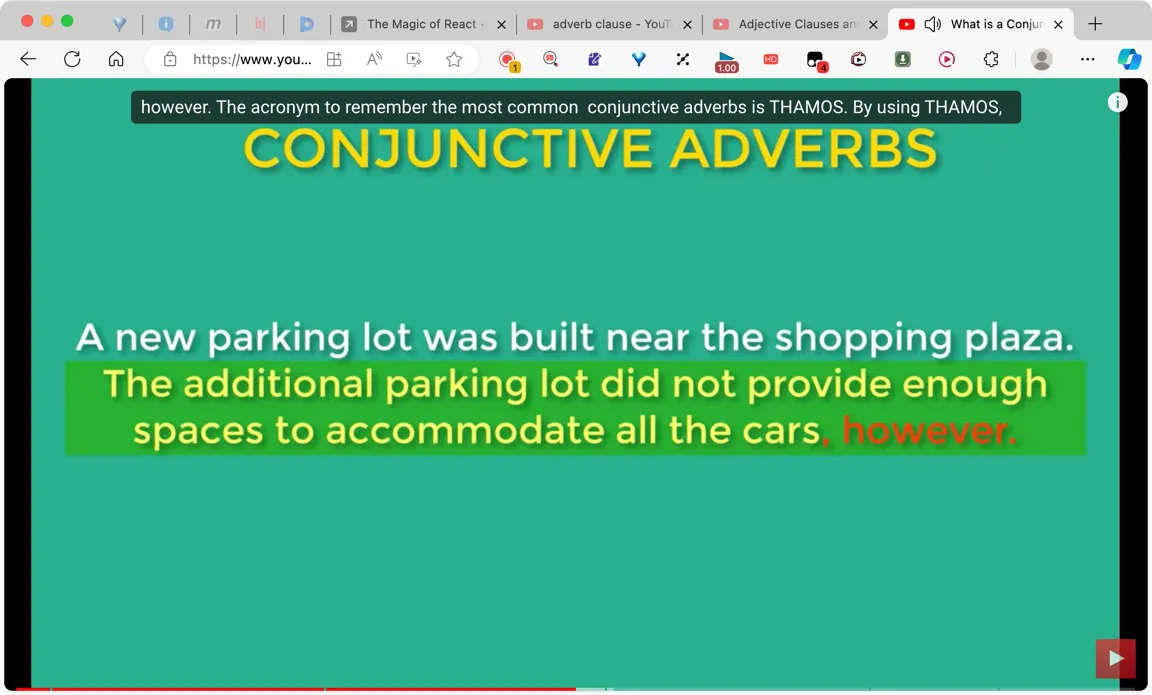 The Magic of React -
adverb clause - YouT
Adjective Clauses an
What is a Conjun
https://www.you...
1
1.00
HD
4
however. The acronym to remember the most common conjunctive adverbs is THAMOS. By using THAMOS,
CONJUNCTIVE ADVERBS
A new parking lot was built near the shopping plaza.
The additional parking lot did not provide enough
spaces to accommodate all the cars, however.